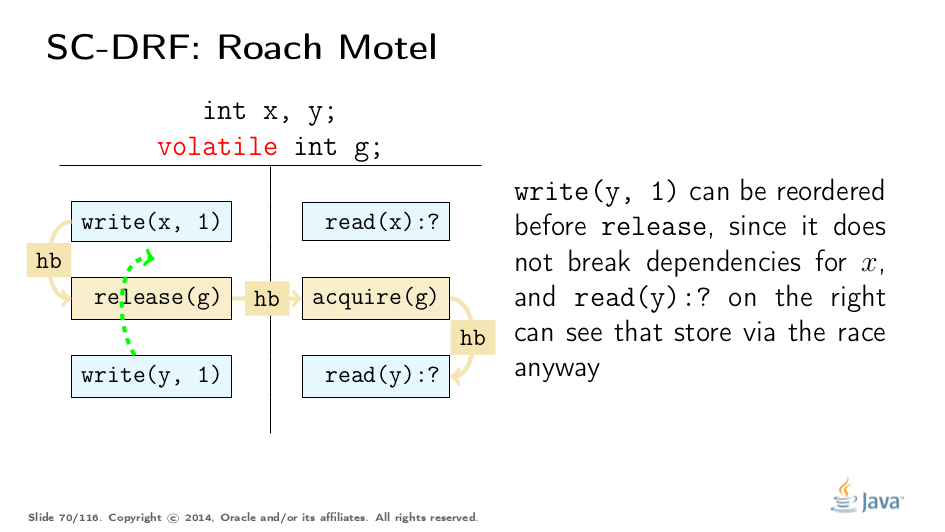 SC-DRF: Roach Motel
int x, y;
volatile int g;
write(x, 1)
read(x):?
hb
release(g)
hb
acquire(g)
hb
write(y, 1)
read(y):?
write(y, 1) can be reordered
before release, since it does
not break dependencies for x,
and read(y):? on the right
can see that store via the race
anyway
Java
Slide 70/116. Copyright © 2014, Oracle and/or its affiliates. All rights reserved.